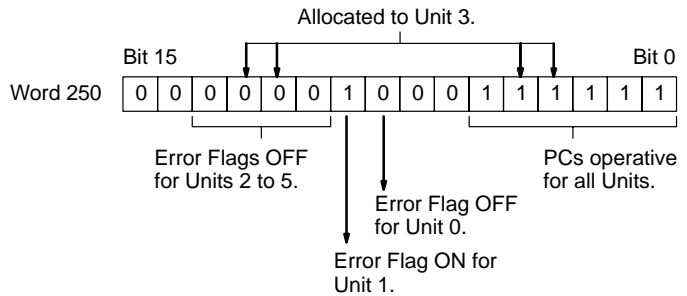 Allocated to Unit 3.
Bit 15 Bit 0
Word 250 0 0 0 0 0 0 1 0 0 0 1 1 1 1 1 1
Error Flags OFF
for Units 2 to 5.
PCs operative
for all Units.
Error Flag OFF
for Unit 0.
Error Flag ON for
Unit 1.